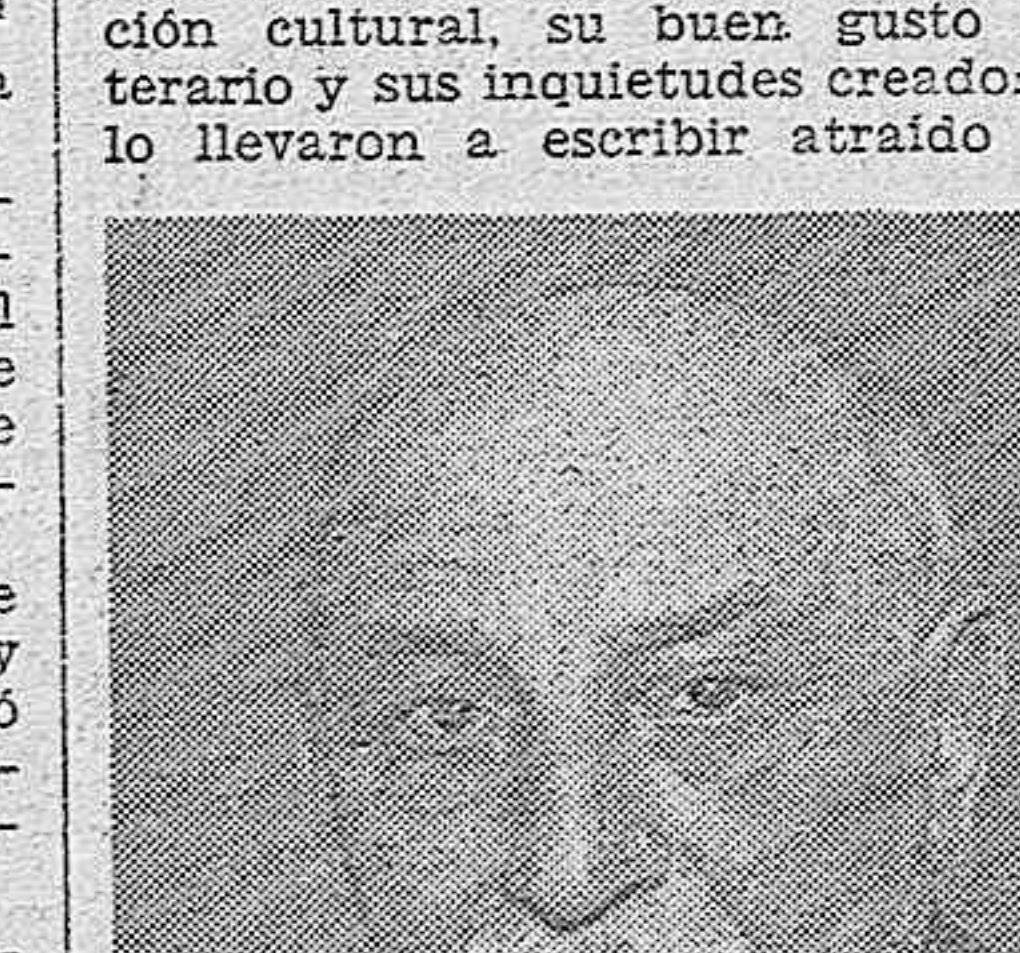 ción cultural, su buen gusto
terario y sus inquietudes creado
lo llevaron a escribir atraído